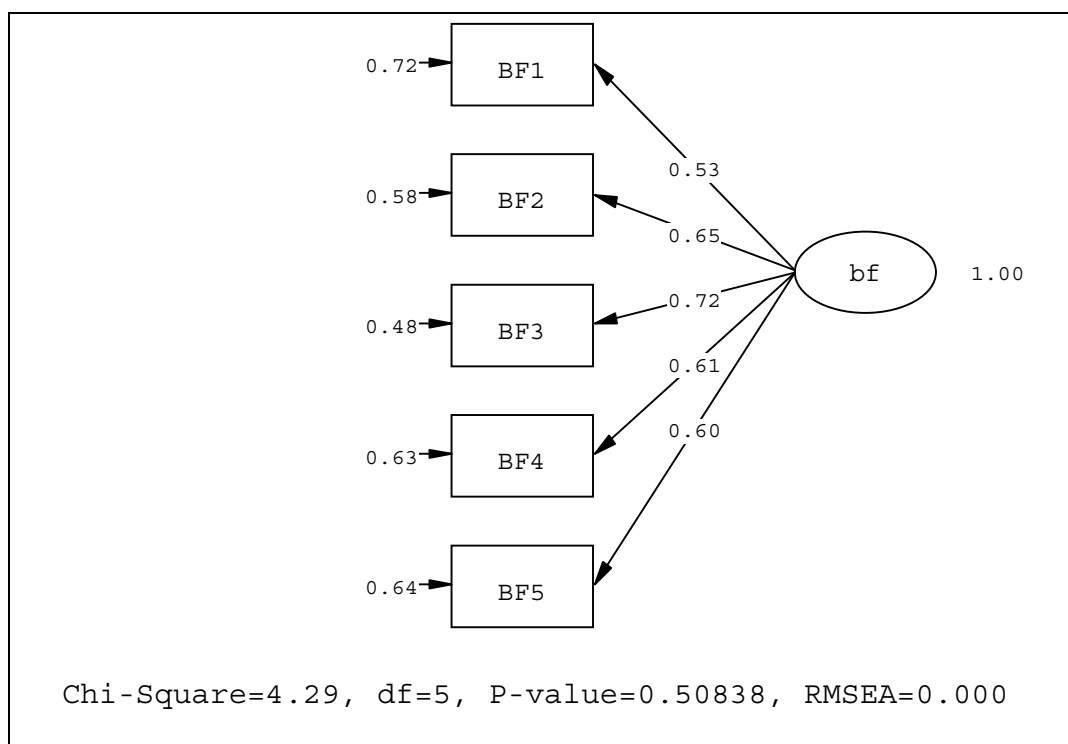 0.72
BF1
0.53
0.58
BF2
0.65
bf
1.00
0.72
0.48
BF3
0.61
0.60
0.63
BF4
0.64
BF5
Chi-Square=4.29, df=5, P-value=0.50838, RMSEA=0.000